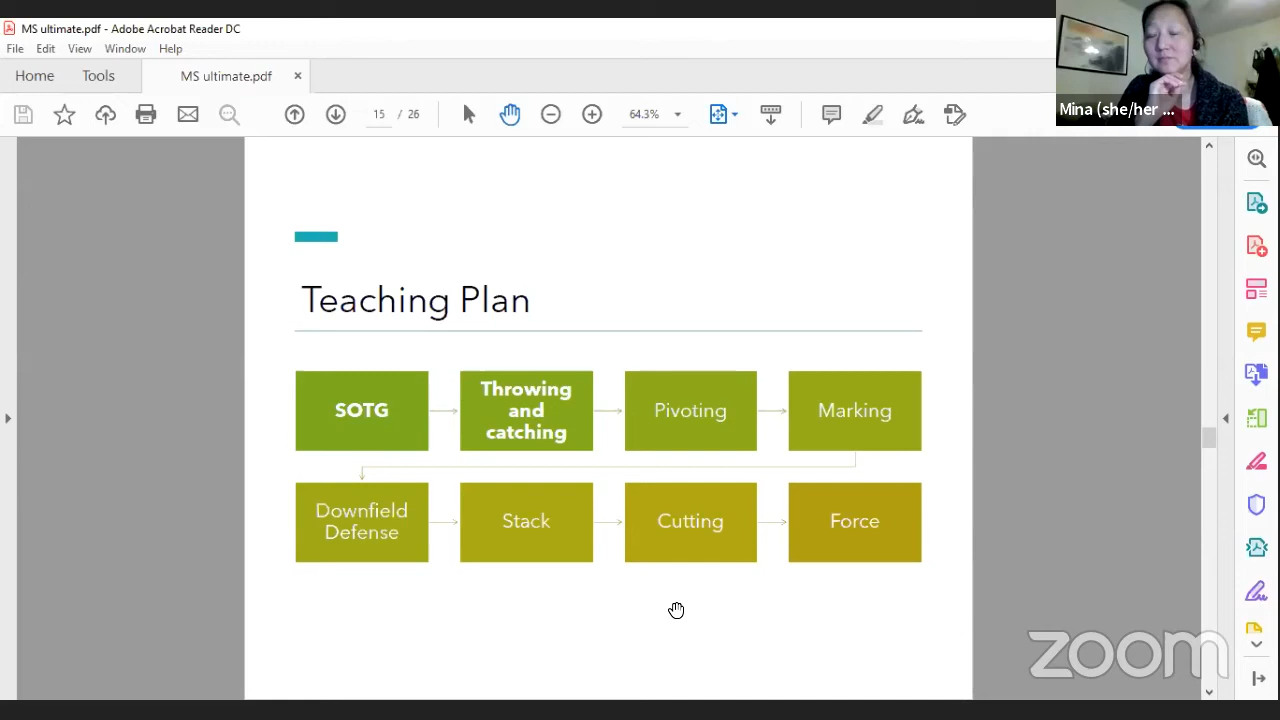 MS ultimate.pdf - Adobe Acrobat Reader DC
File Edit View Window Help
Home Tools MS ultimate.pdf ×
15 / 26 64.3%
Mina (she/her ...
Teaching Plan
SOTG
Throwing
and
catching
Pivoting
Marking
Downfield
Defense
Stack
Cutting
Force
zoom